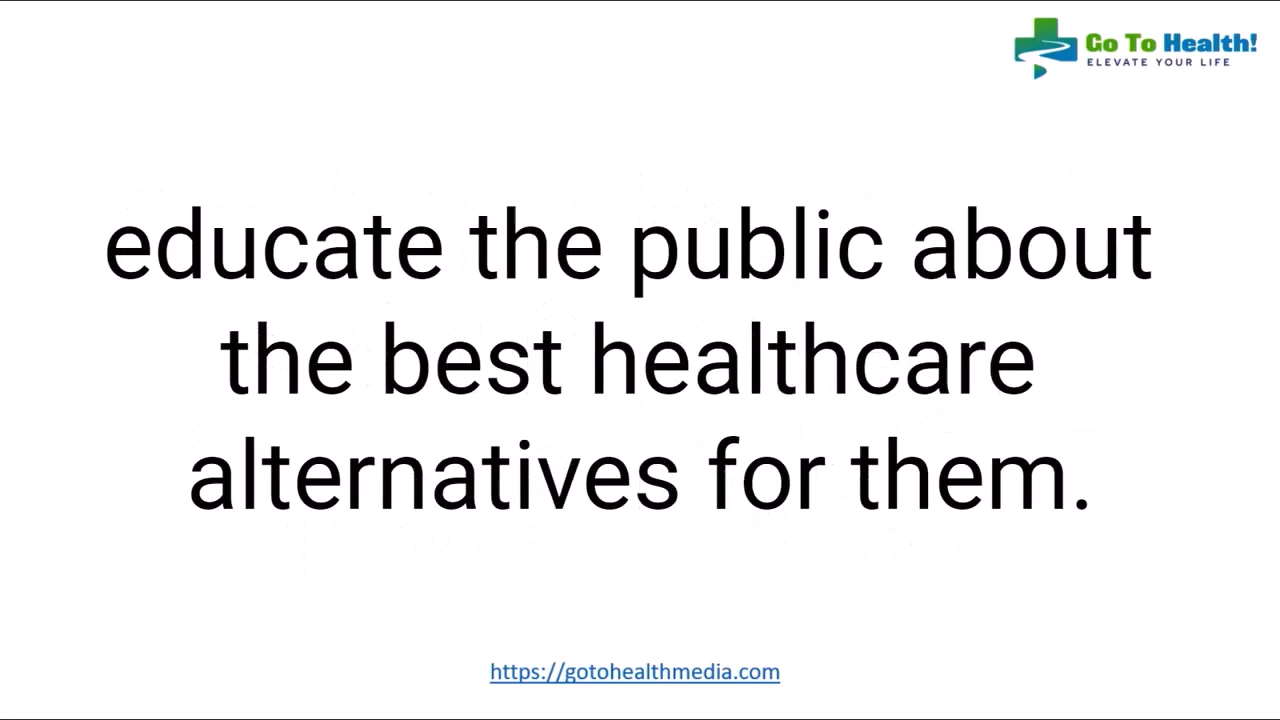 Go To Health!
ELEVATE YOUR LIFE
educate the public about
the best healthcare
alternatives for them.
https://gotohealthmedia.com